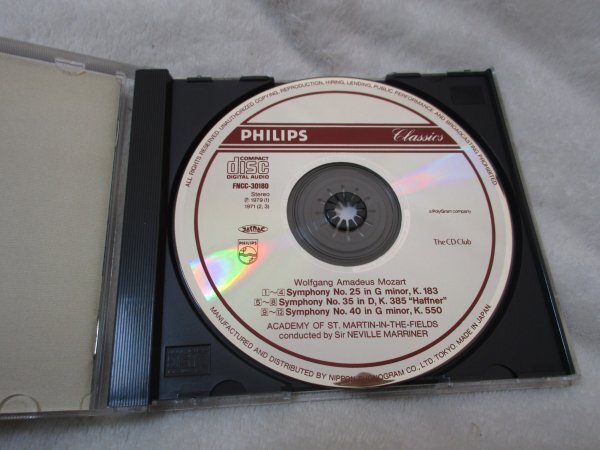 ALL RIGHTS RESERVED. UNAUTHORIZED COPYING, REPRODUCTION, HIRING, LENDING, PUBLIC PERFORMANCE AND BROADCASTING PROHIBITED.
PHILIPS Classics
COMPACT
disc
DIGITAL AUDIO
FNCC-30180
Stereo
Ⓟ 1979 (1)
1971 (2, 3)
a PolyGram company
The CD Club
PHILIPS
Wolfgang Amadeus Mozart
1~4 Symphony No. 25 in G minor, K. 183
5~8 Symphony No. 35 in D, K. 385 "Haffner"
9~12 Symphony No. 40 in G minor, K. 550
ACADEMY OF ST. MARTIN-IN-THE-FIELDS
conducted by Sir NEVILLE MARRINER
MANUFACTURED AND DISTRIBUTED BY NIPPON PHONOGRAM CO., LTD. TOKYO. MADE IN JAPAN